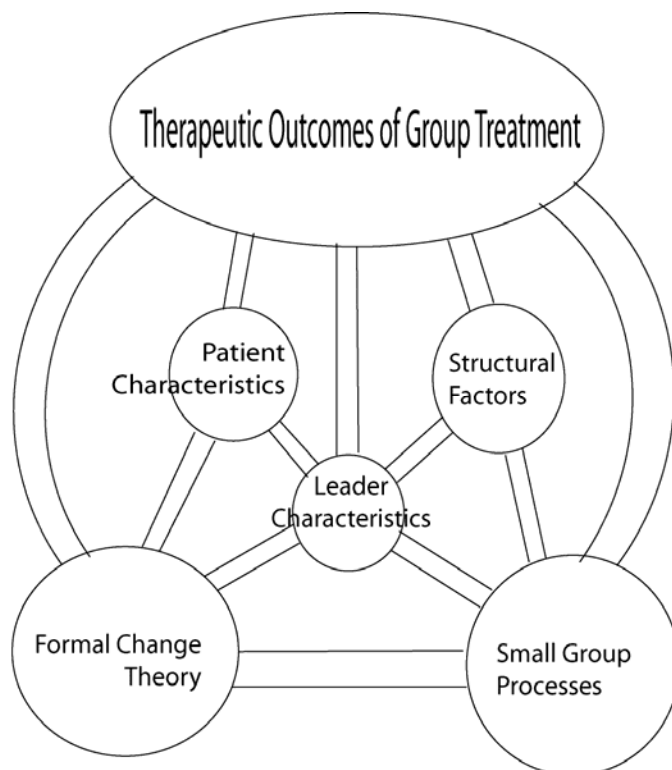 Therapeutic Outcomes of Group Treatment
Patient
Characteristics
Structural
Factors
Leader
Characteristics
Formal Change
Theory
Small Group
Processes